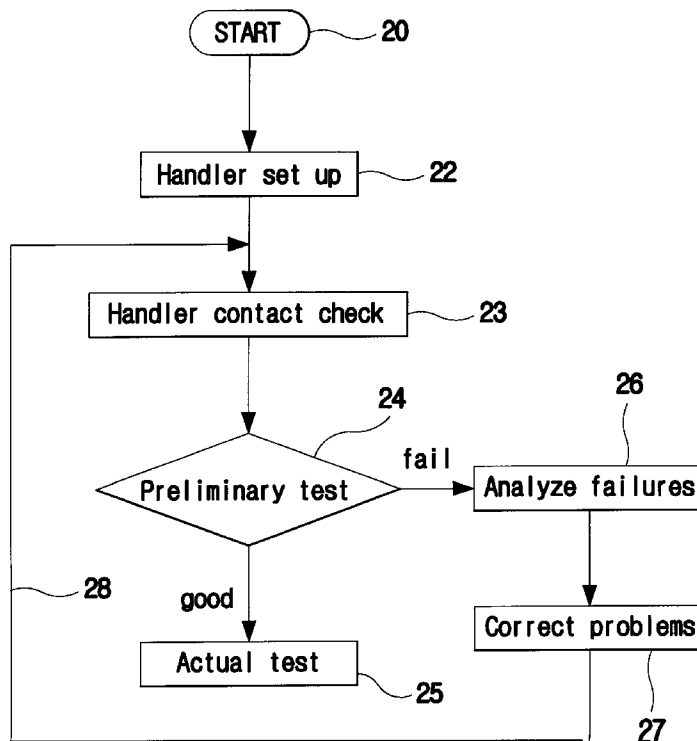 START 20
Handler set up 22
Handler contact check 23
24
26
fail
Preliminary test
Analyze failures
28
good
Correct problems
Actual test
25
27